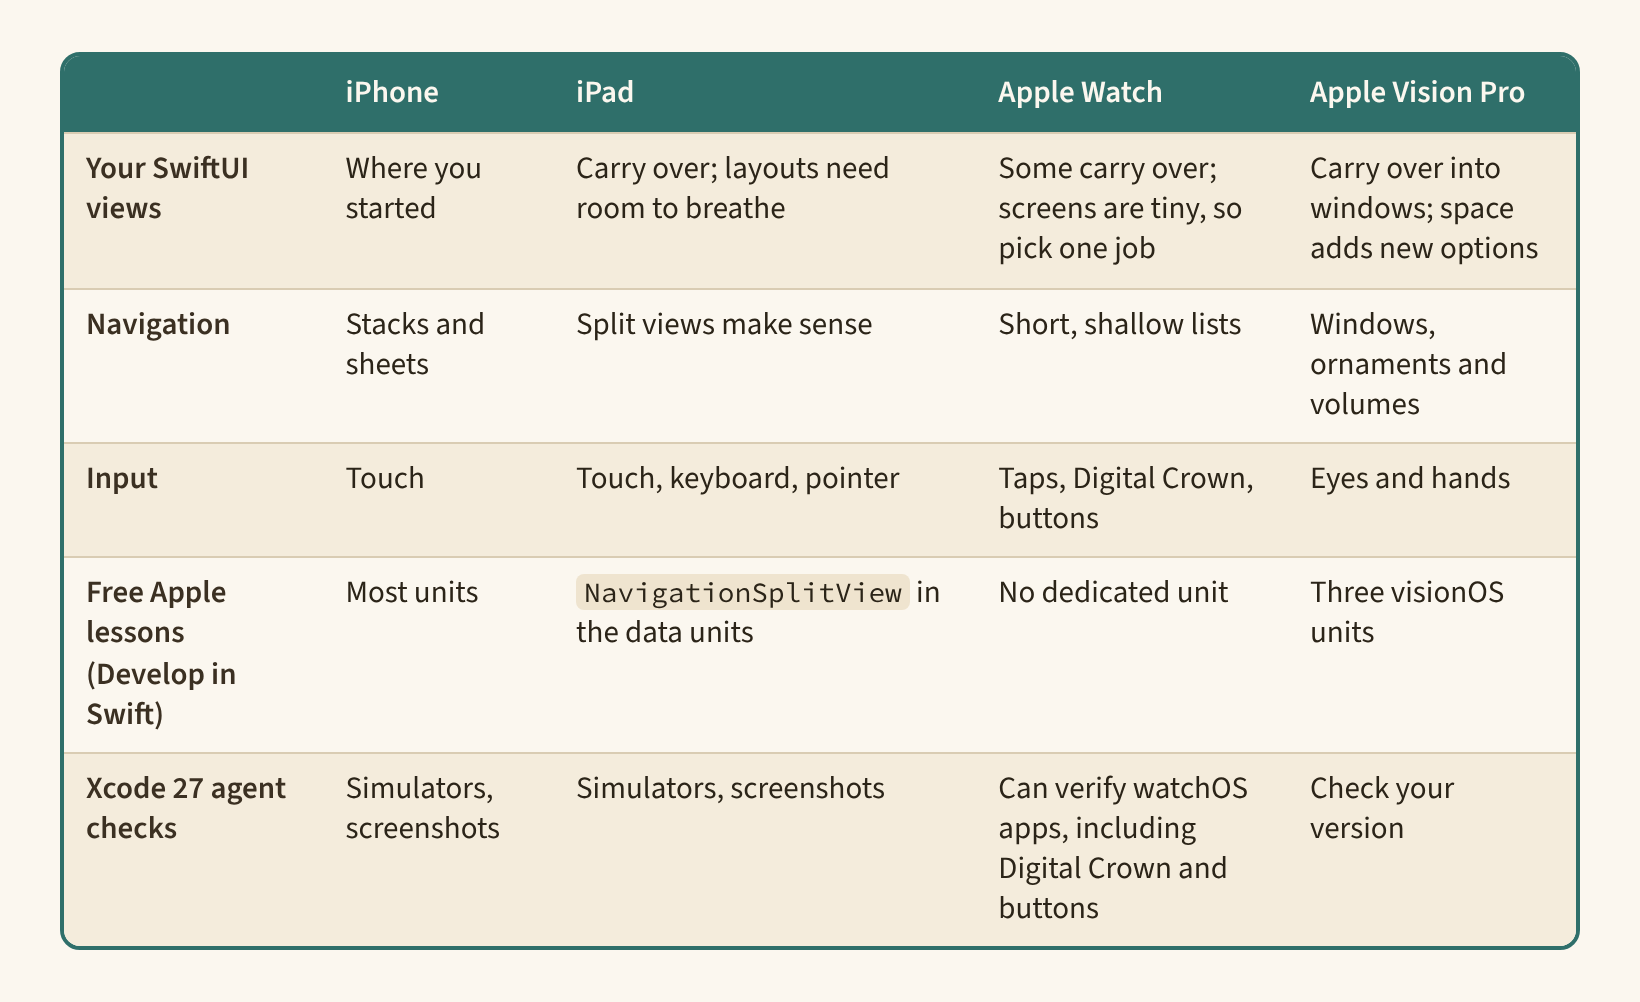 iPhone iPad Apple Watch Apple Vision Pro
Your SwiftUI views
Where you started
Carry over; layouts need room to breathe
Some carry over; screens are tiny, so pick one job
Carry over into windows; space adds new options
Navigation
Stacks and sheets
Split views make sense
Short, shallow lists
Windows, ornaments and volumes
Input
Touch
Touch, keyboard, pointer
Taps, Digital Crown, buttons
Eyes and hands
Free Apple lessons (Develop in Swift)
Most units
NavigationSplitView in the data units
No dedicated unit
Three visionOS units
Xcode 27 agent checks
Simulators, screenshots
Simulators, screenshots
Can verify watchOS apps, including Digital Crown and buttons
Check your version